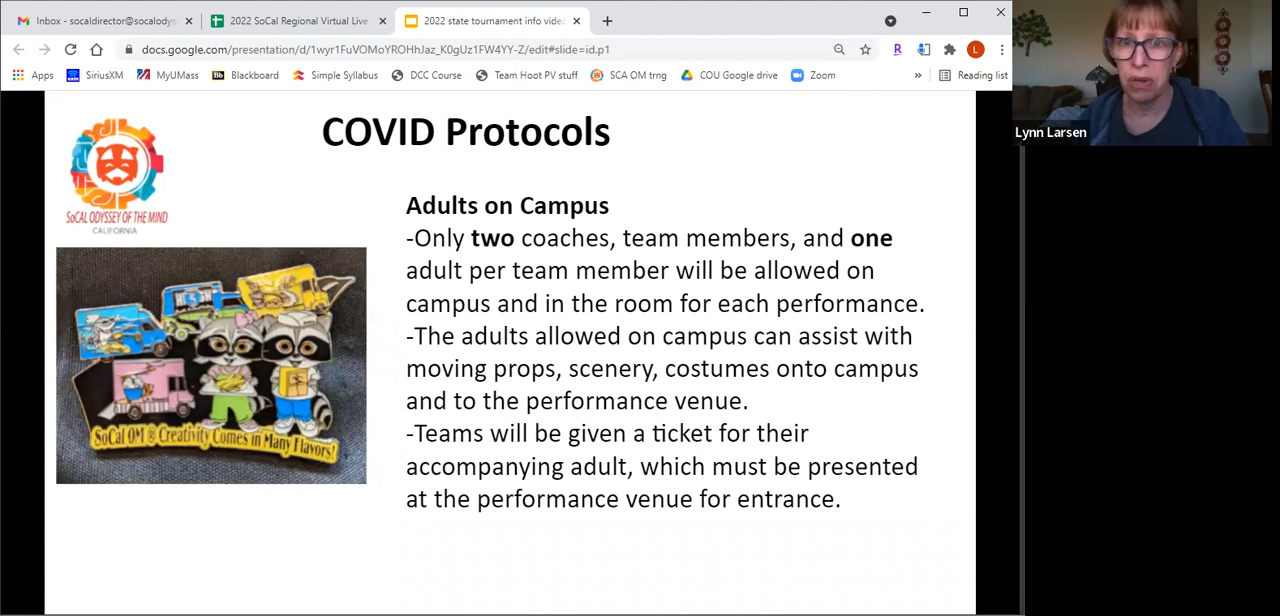 Inbox - socaldirector@socalodys
2022 SoCal Regional Virtual Live
2022 state tournament info video
docs.google.com/presentation/d/1wyr1FuVOMoYROHhJaz_K0gUz1FW4YY-Z/edit#slide=id.p1
R
L
Apps
SiriusXM
MyUMass
Bb Blackboard
Simple Syllabus
DCC Course
Team Hoot PV stuff
SCA OM trng
COU Google drive
Zoom
»
Reading list
Lynn Larsen
COVID Protocols
SoCAL ODYSSEY OF THE MIND
CALIFORNIA
Adults on Campus
-Only two coaches, team members, and one
adult per team member will be allowed on
campus and in the room for each performance.
-The adults allowed on campus can assist with
moving props, scenery, costumes onto campus
and to the performance venue.
-Teams will be given a ticket for their
accompanying adult, which must be presented
at the performance venue for entrance.
SoCal OM ® Creativity Comes in Many Flavors!